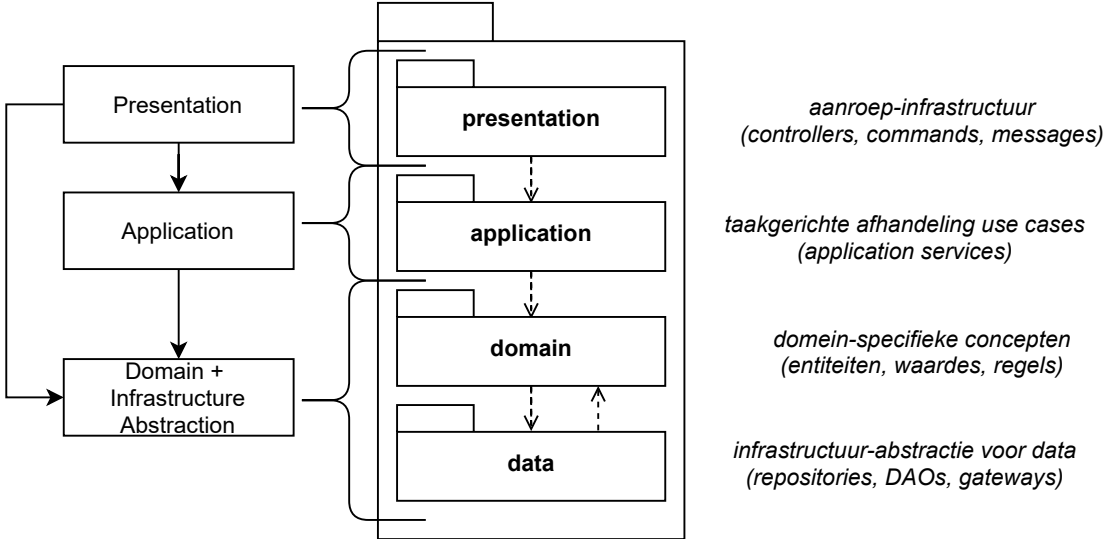 Presentation
Application
Domain +
Infrastructure
Abstraction
presentation
application
domain
data
aanroep-infrastructuur
(controllers, commands, messages)
taakgerichte afhandeling use cases
(application services)
domein-specifieke concepten
(entiteiten, waardes, regels)
infrastructuur-abstractie voor data
(repositories, DAOs, gateways)